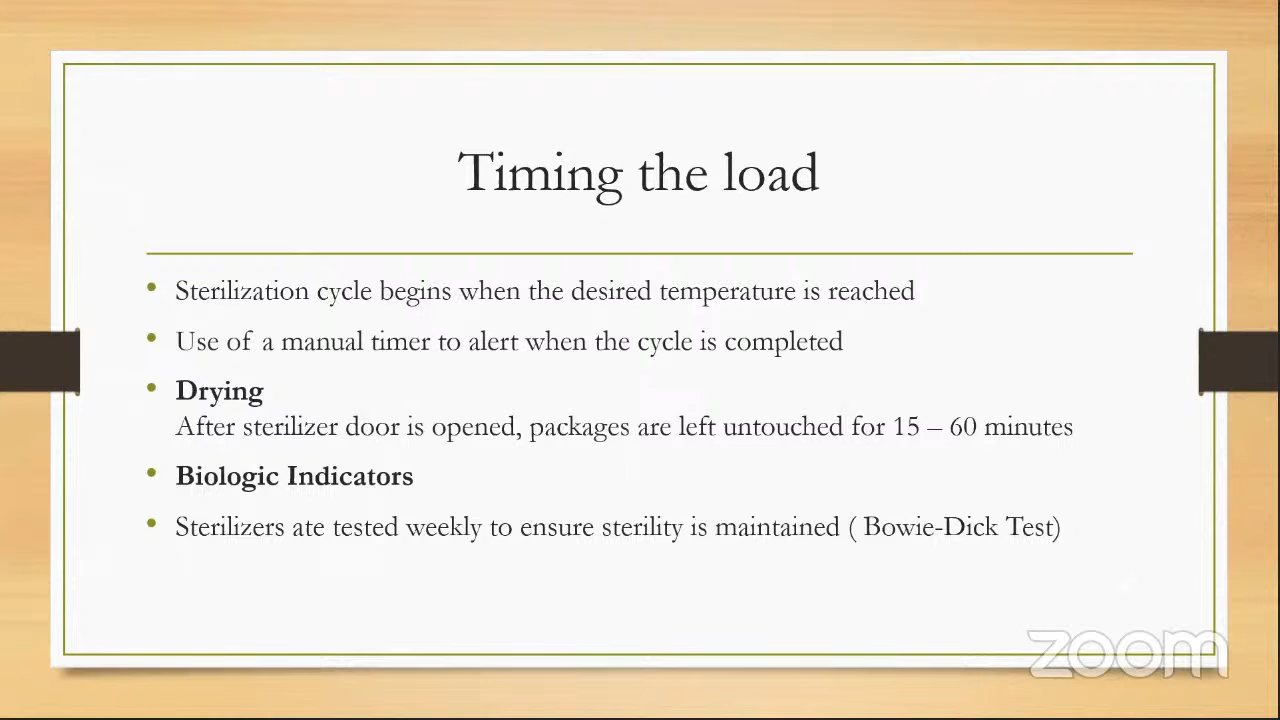 Timing the load
• Sterilization cycle begins when the desired temperature is reached
• Use of a manual timer to alert when the cycle is completed
• Drying
After sterilizer door is opened, packages are left untouched for 15 – 60 minutes
• Biologic Indicators
• Sterilizers ate tested weekly to ensure sterility is maintained ( Bowie-Dick Test)
zoom